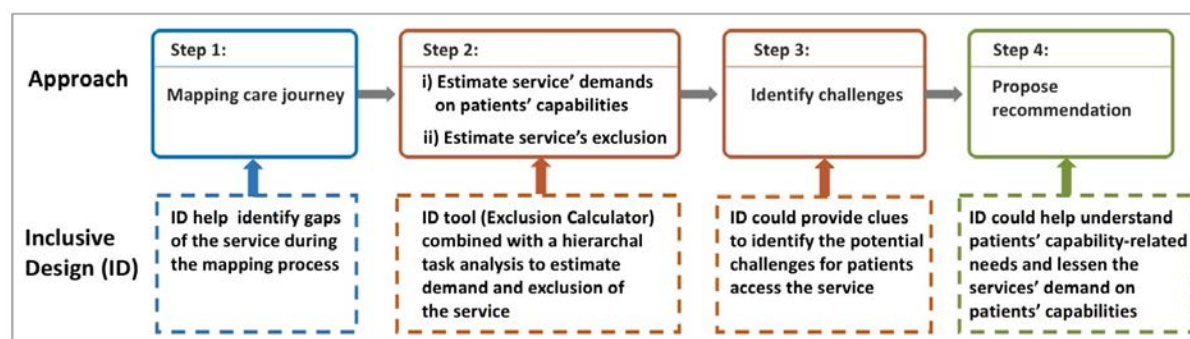 Approach
Step 1:
Mapping care journey
Step 2:
i) Estimate service' demands
on patients' capabilities
ii) Estimate service's exclusion
Step 3:
Identify challenges
Step 4:
Propose
recommendation
Inclusive
Design (ID)
ID help identify gaps
of the service during
the mapping process
ID tool (Exclusion Calculator)
combined with a hierarchal
task analysis to estimate
demand and exclusion of
the service
ID could provide clues
to identify the potential
challenges for patients
access the service
ID could help understand
patients' capability-related
needs and lessen the
services' demand on
patients' capabilities